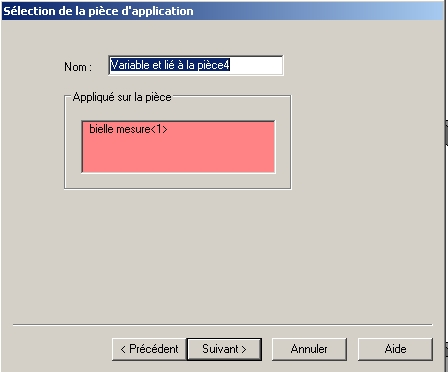 Sélection de la pièce d'application
Nom : Variable et lié à la pièce4
Appliqué sur la pièce
bielle mesure<1>
< Précédent Suivant > Annuler Aide